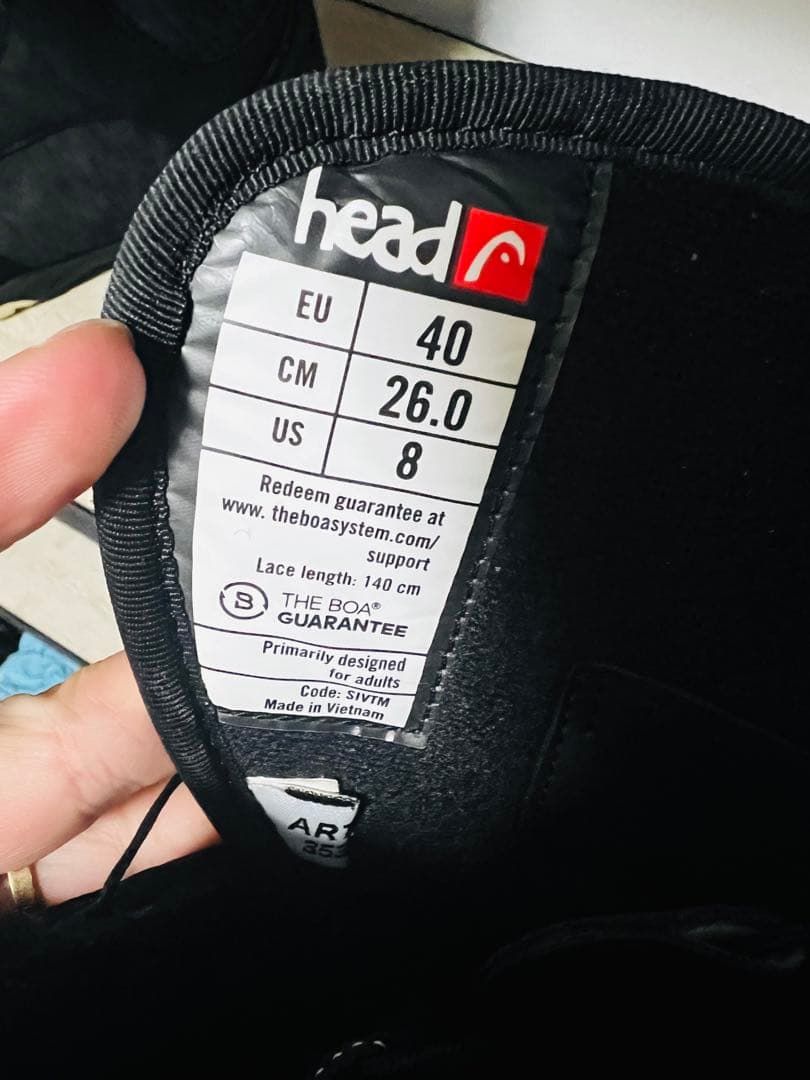 head
EU 40
CM 26.0
US 8
Redeem guarantee at
www. theboasystem.com/
support
Lace length: 140 cm
B THE BOA®
GUARANTEE
Primarily designed
for adults
Code: SIVTM
Made in Vietnam